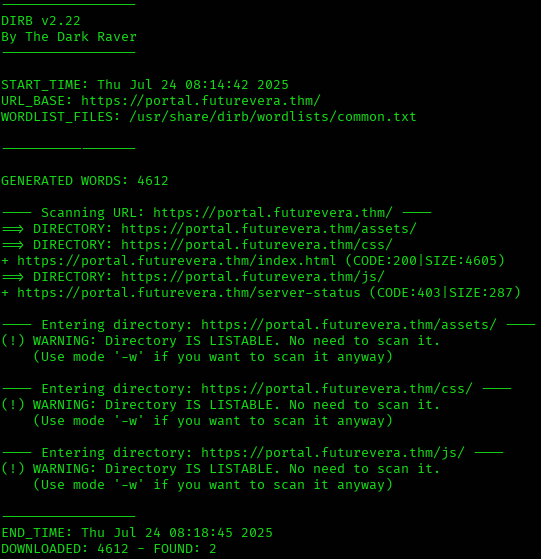 -----------------
DIRB v2.22
By The Dark Raver
-----------------
START_TIME: Thu Jul 24 08:14:42 2025
URL_BASE: https://portal.futurevera.thm/
WORDLIST_FILES: /usr/share/dirb/wordlists/common.txt
-----------------
GENERATED WORDS: 4612
---- Scanning URL: https://portal.futurevera.thm/ ----
==> DIRECTORY: https://portal.futurevera.thm/assets/
==> DIRECTORY: https://portal.futurevera.thm/css/
+ https://portal.futurevera.thm/index.html (CODE:200|SIZE:4605)
==> DIRECTORY: https://portal.futurevera.thm/js/
+ https://portal.futurevera.thm/server-status (CODE:403|SIZE:287)
---- Entering directory: https://portal.futurevera.thm/assets/ ----
(!) WARNING: Directory IS LISTABLE. No need to scan it.
(Use mode '-w' if you want to scan it anyway)
---- Entering directory: https://portal.futurevera.thm/css/ ----
(!) WARNING: Directory IS LISTABLE. No need to scan it.
(Use mode '-w' if you want to scan it anyway)
---- Entering directory: https://portal.futurevera.thm/js/ ----
(!) WARNING: Directory IS LISTABLE. No need to scan it.
(Use mode '-w' if you want to scan it anyway)
-----------------
END_TIME: Thu Jul 24 08:18:45 2025
DOWNLOADED: 4612 - FOUND: 2